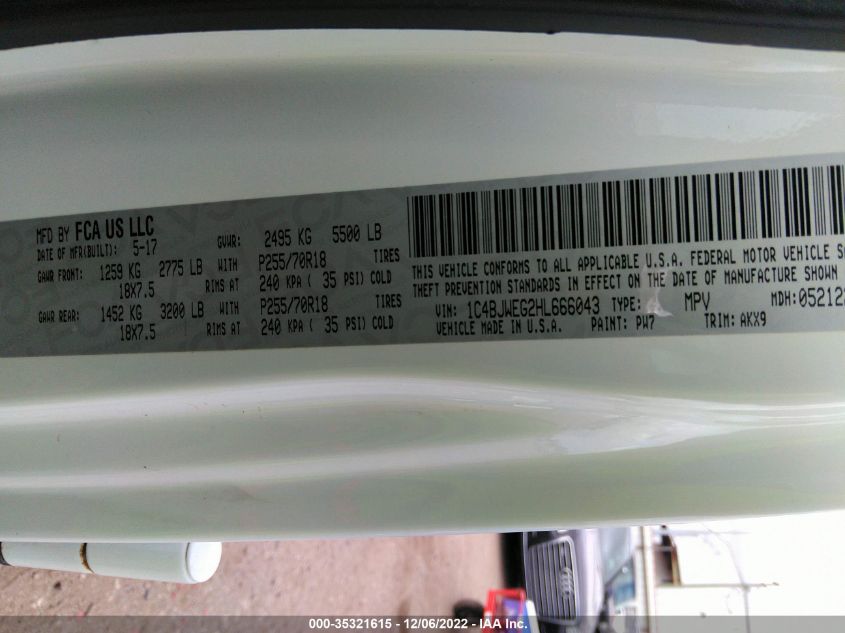 MFD BY FCA US LLC
DATE OF MFR(BUILT): 5-17 GVWR: 2495 KG 5500 LB
GAWR FRONT: 1259 KG 2775 LB WITH P255/70R18 TIRES
18X7.5 RIMS AT 240 KPA ( 35 PSI) COLD
GAWR REAR: 1452 KG 3200 LB WITH P255/70R18 TIRES
18X7.5 RIMS AT 240 KPA ( 35 PSI) COLD
THIS VEHICLE CONFORMS TO ALL APPLICABLE U.S.A. FEDERAL MOTOR VEHICLE
THEFT PREVENTION STANDARDS IN EFFECT ON THE DATE OF MANUFACTURE SHOWN
VIN: 1C4BJWEG2HL666043 TYPE: MPV MDH:05212
VEHICLE MADE IN U.S.A. PAINT: PW7 TRIM: AKX9
000-35321615 - 12/06/2022 - IAA Inc.